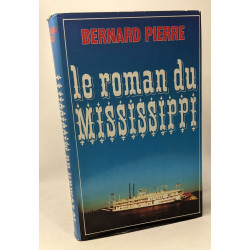 BERNARD PIERRE
le roman du
MISSISSIPPI